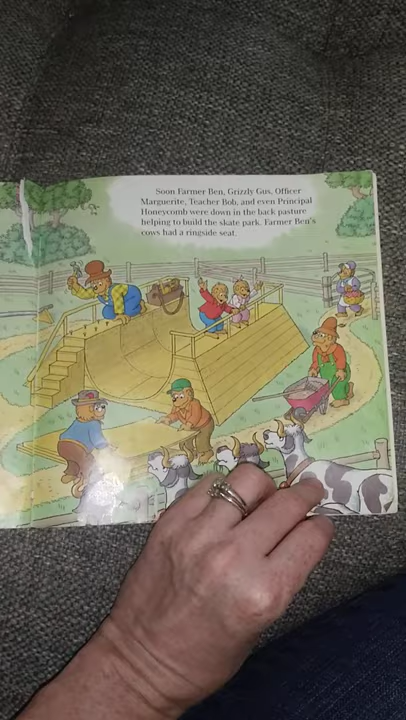 Soon Farmer Ben, Grizzly Gus, Officer
Marguerite, Teacher Bob, and even Principal
Honeycomb were down in the back pasture
helping to build the skate park. Farmer Ben's
cows had a ringside seat.